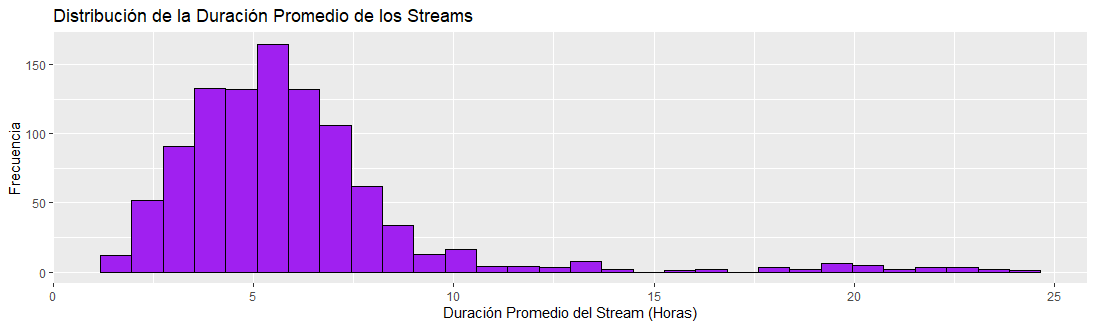 Distribución de la Duración Promedio de los Streams
Frecuencia
150
100
50
0
0 5 10 15 20 25
Duración Promedio del Stream (Horas)